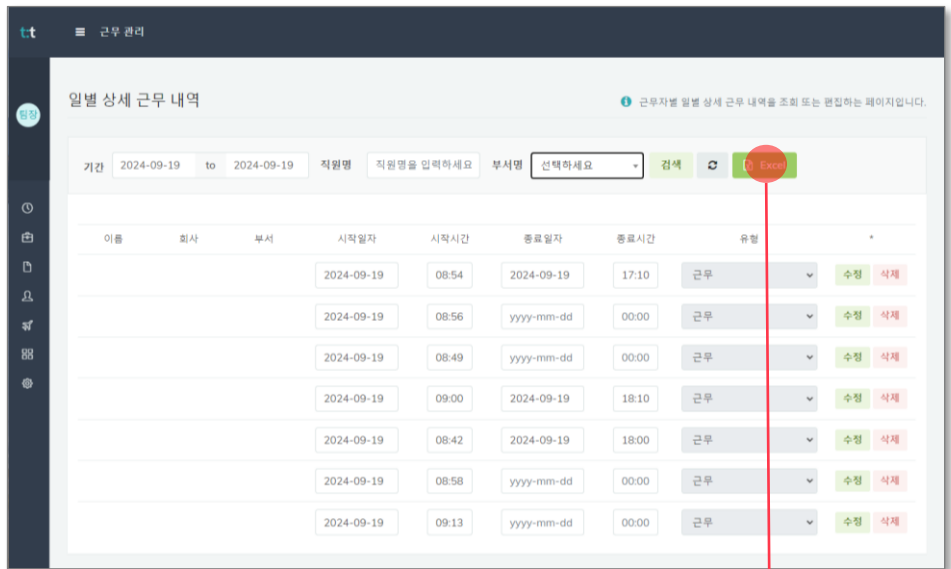 t:t 근무 관리
팀장
일별 상세 근무 내역
근무자별 일별 상세 근무 내역을 조회 또는 편집하는 페이지입니다.
기간 2024-09-19 to 2024-09-19 직원명 직원명을 입력하세요 부서명 선택하세요 검색 Excel
이름 회사 부서 시작일자 시작시간 종료일자 종료시간 유형 *
2024-09-19 08:54 2024-09-19 17:10 근무 수정 삭제
2024-09-19 08:56 yyyy-mm-dd 00:00 근무 수정 삭제
2024-09-19 08:49 yyyy-mm-dd 00:00 근무 수정 삭제
2024-09-19 09:00 2024-09-19 18:10 근무 수정 삭제
2024-09-19 08:42 2024-09-19 18:00 근무 수정 삭제
2024-09-19 08:58 yyyy-mm-dd 00:00 근무 수정 삭제
2024-09-19 09:13 yyyy-mm-dd 00:00 근무 수정 삭제